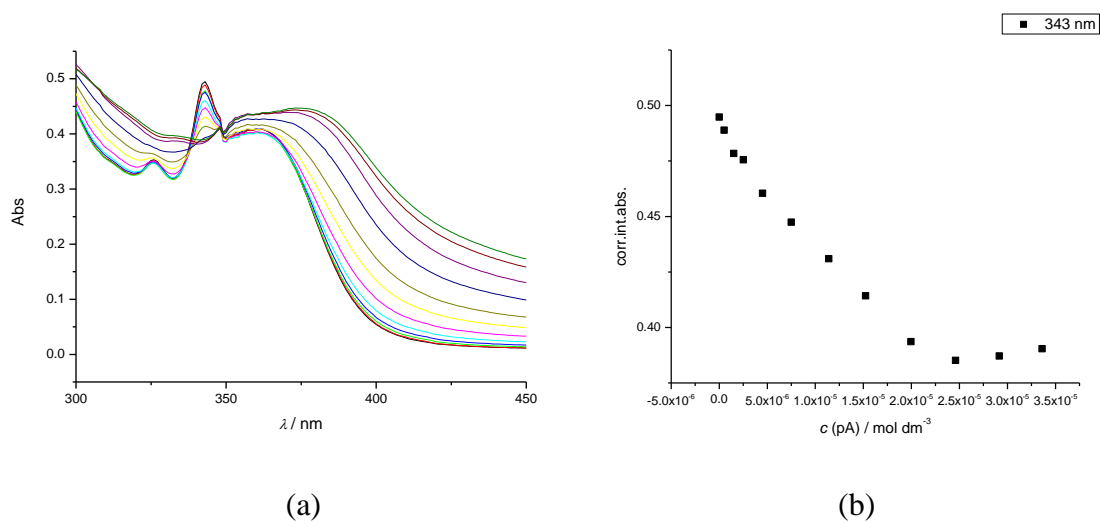 343 nm
0.5
0.4
0.3
0.2
0.1
0.0
Abs
300
350
400
450
λ / nm
(a)
0.50
0.45
0.40
corr.int.abs.
-5.0x10⁻⁶ 0.0 5.0x10⁻⁶ 1.0x10⁻⁵ 1.5x10⁻⁵ 2.0x10⁻⁵ 2.5x10⁻⁵ 3.0x10⁻⁵ 3.5x10⁻⁵
c (pA) / mol dm⁻³
(b)